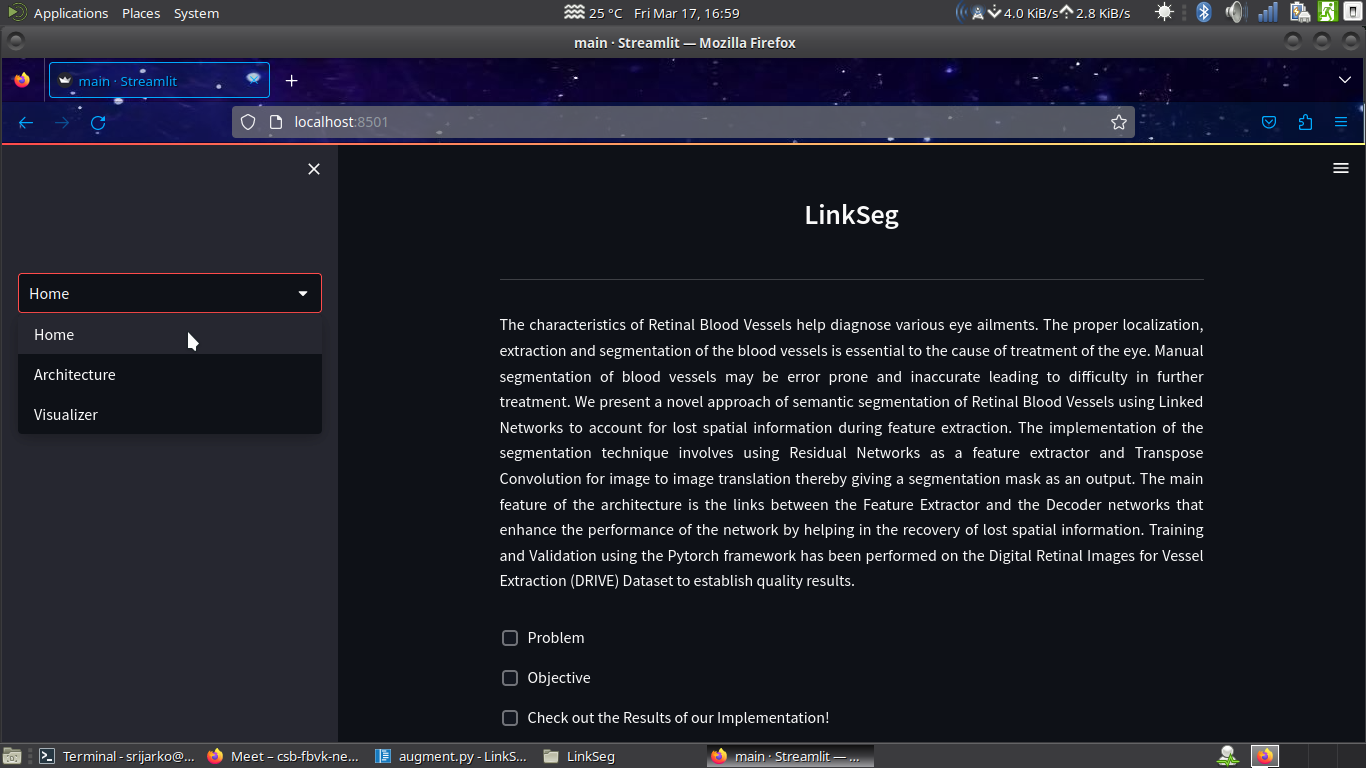 Applications Places System 25 °C Fri Mar 17, 16:59 4.0 KiB/s 2.8 KiB/s
main · Streamlit — Mozilla Firefox
main · Streamlit
localhost:8501
LinkSeg
Home
Home
Architecture
Visualizer
The characteristics of Retinal Blood Vessels help diagnose various eye ailments. The proper localization,
extraction and segmentation of the blood vessels is essential to the cause of treatment of the eye. Manual
segmentation of blood vessels may be error prone and inaccurate leading to difficulty in further
treatment. We present a novel approach of semantic segmentation of Retinal Blood Vessels using Linked
Networks to account for lost spatial information during feature extraction. The implementation of the
segmentation technique involves using Residual Networks as a feature extractor and Transpose
Convolution for image to image translation thereby giving a segmentation mask as an output. The main
feature of the architecture is the links between the Feature Extractor and the Decoder networks that
enhance the performance of the network by helping in the recovery of lost spatial information. Training
and Validation using the Pytorch framework has been performed on the Digital Retinal Images for Vessel
Extraction (DRIVE) Dataset to establish quality results.
Problem
Objective
Check out the Results of our Implementation!
Terminal - srijarko@... Meet – csb-fbvk-ne... augment.py - LinkS... LinkSeg main · Streamlit — ...